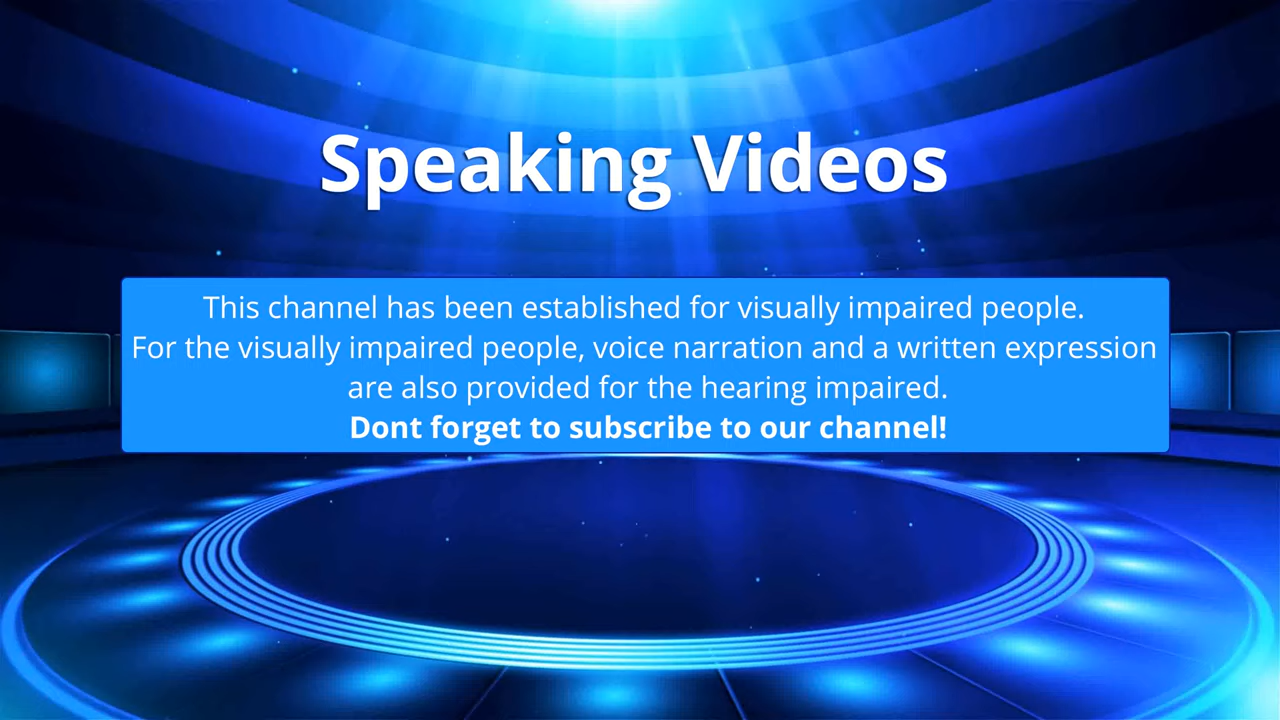 Speaking Videos
This channel has been established for visually impaired people.
For the visually impaired people, voice narration and a written expression
are also provided for the hearing impaired.
Dont forget to subscribe to our channel!